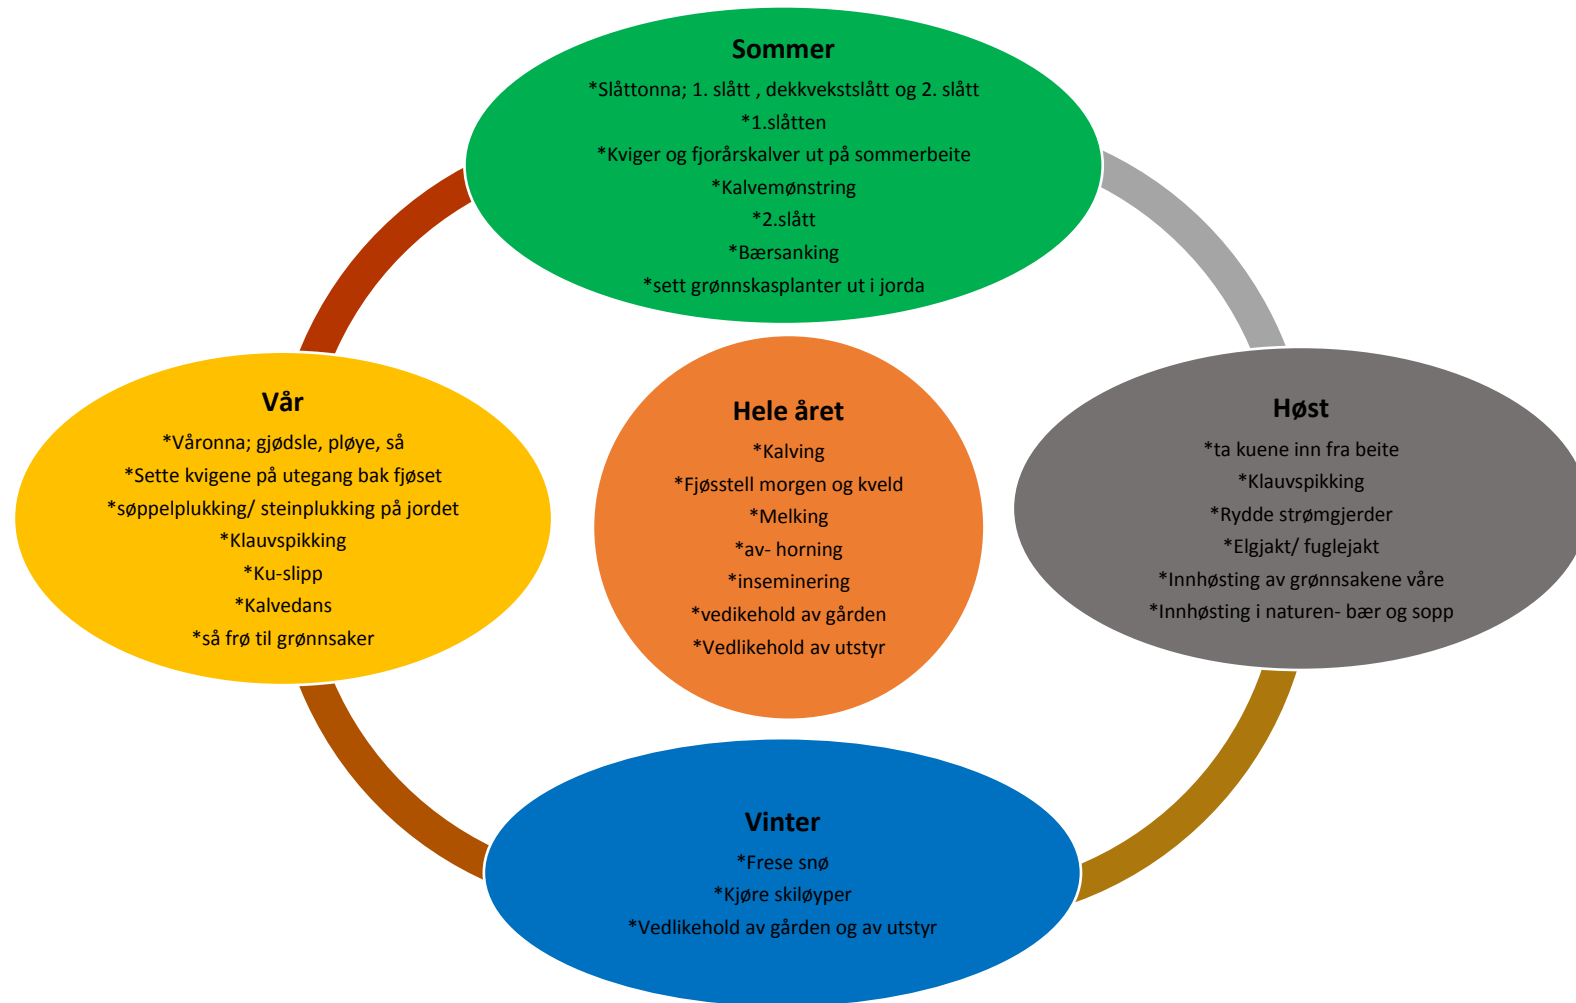 Sommer
*Slåttonna; 1. slått , dekkvekstslått og 2. slått
*1.slåtten
*Kviger og fjorårskalver ut på sommerbeite
*Kalvemønstring
*2.slått
*Bærsanking
*sett grønnskasplanter ut i jorda
Vår
*Våronna; gjødsle, pløye, så
*Sette kvigene på utegang bak fjøset
*søppelplukking/ steinplukking på jordet
*Klauvspikking
*Ku-slipp
*Kalvedans
*så frø til grønnsaker
Hele året
*Kalving
*Fjøsstell morgen og kveld
*Melking
*av- horning
*inseminering
*vedikehold av gården
*Vedlikehold av utstyr
Høst
*ta kuene inn fra beite
*Klauvspikking
*Rydde strømgjerder
*Elgjakt/ fuglejakt
*Innhøsting av grønnsakene våre
*Innhøsting i naturen- bær og sopp
Vinter
*Frese snø
*Kjøre skiløyper
*Vedlikehold av gården og av utstyr